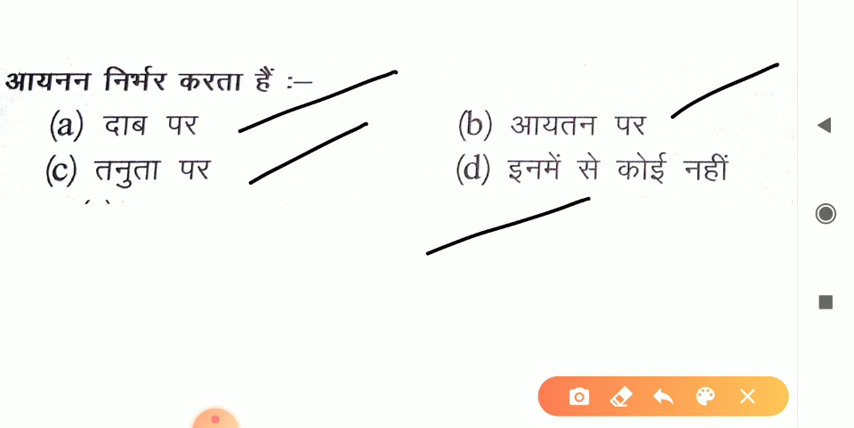 आयनन निर्भर करता हैं :–
(a) दाब पर (b) आयतन पर
(c) तनुता पर (d) इनमें से कोई नहीं